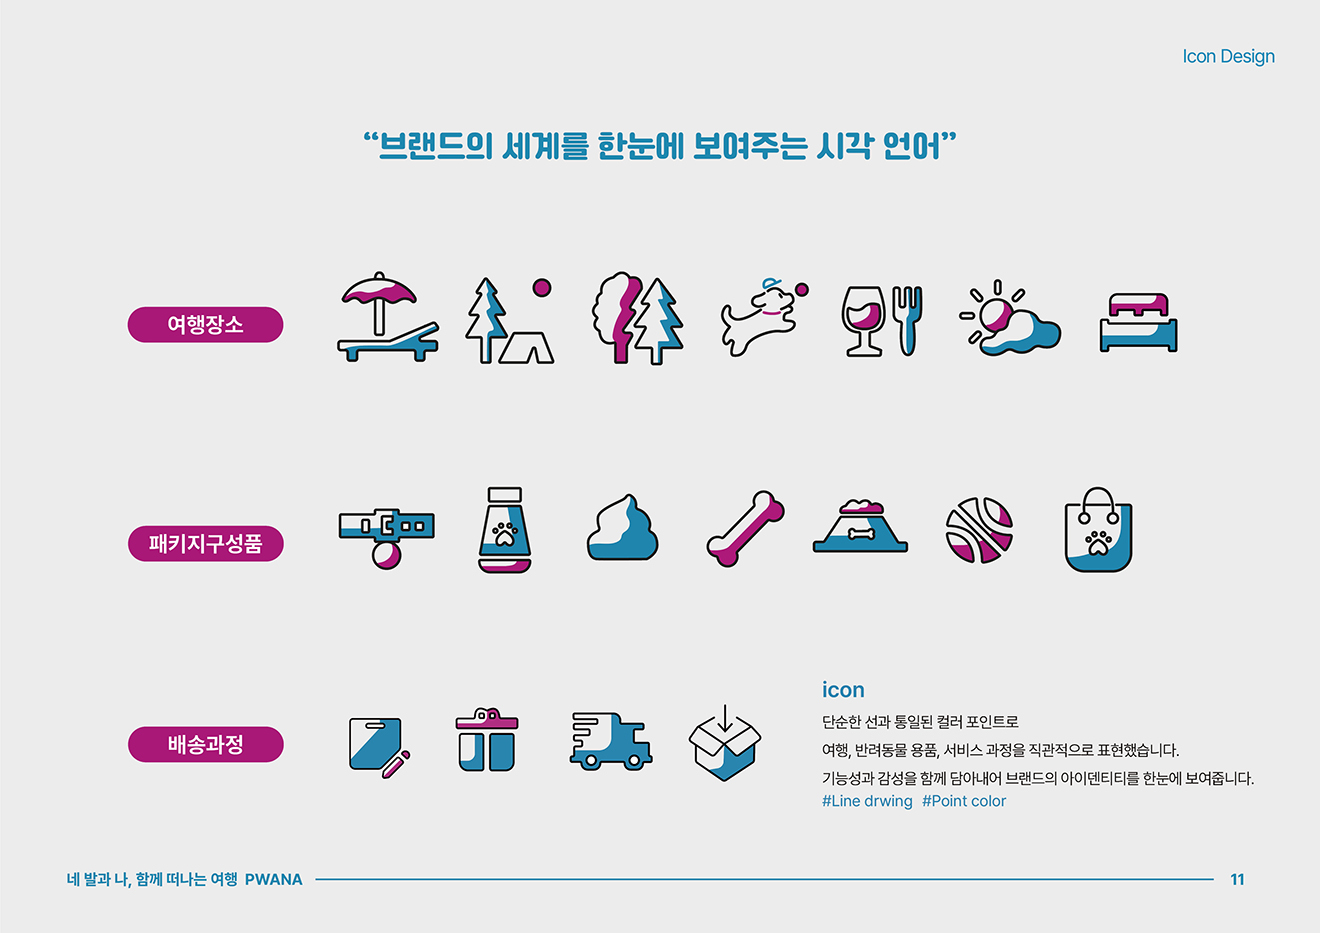 Icon Design
“브랜드의 세계를 한눈에 보여주는 시각 언어”
여행장소
패키지구성품
배송과정
icon
단순한 선과 통일된 컬러 포인트로
여행, 반려동물 용품, 서비스 과정을 직관적으로 표현했습니다.
기능성과 감성을 함께 담아내어 브랜드의 아이덴티티를 한눈에 보여줍니다.
#Line drwing #Point color
네 발과 나, 함께 떠나는 여행 PWANA
11